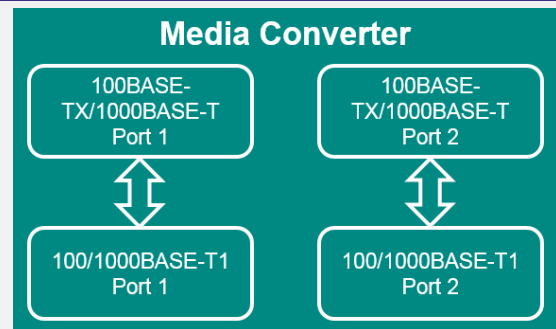 Media Converter
100BASE-
TX/1000BASE-T
Port 1
100BASE-
TX/1000BASE-T
Port 2
100/1000BASE-T1
Port 1
100/1000BASE-T1
Port 2